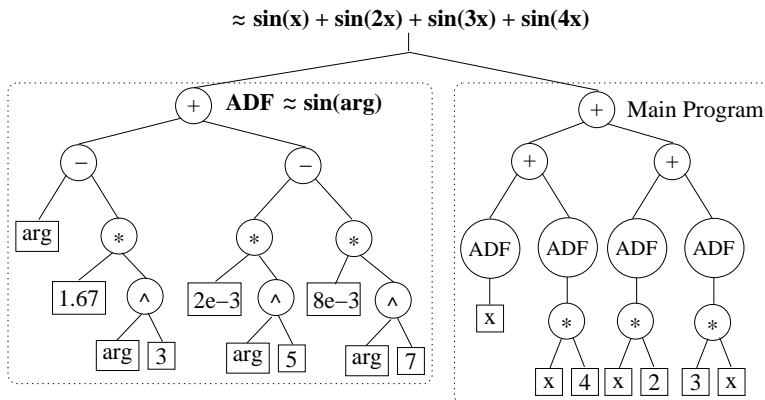 ≈ sin(x) + sin(2x) + sin(3x) + sin(4x)
+ ADF ≈ sin(arg)
+ Main Program
− −
+ +
arg * * *
ADF ADF ADF ADF
1.67 ^ 2e−3 ^ 8e−3 ^
x * * *
arg 3 arg 5 arg 7
x 4 x 2 3 x